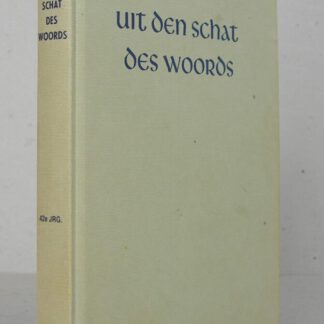 SCHAT
DES
WOORDS
42e JRG.
uit den schat
des woords